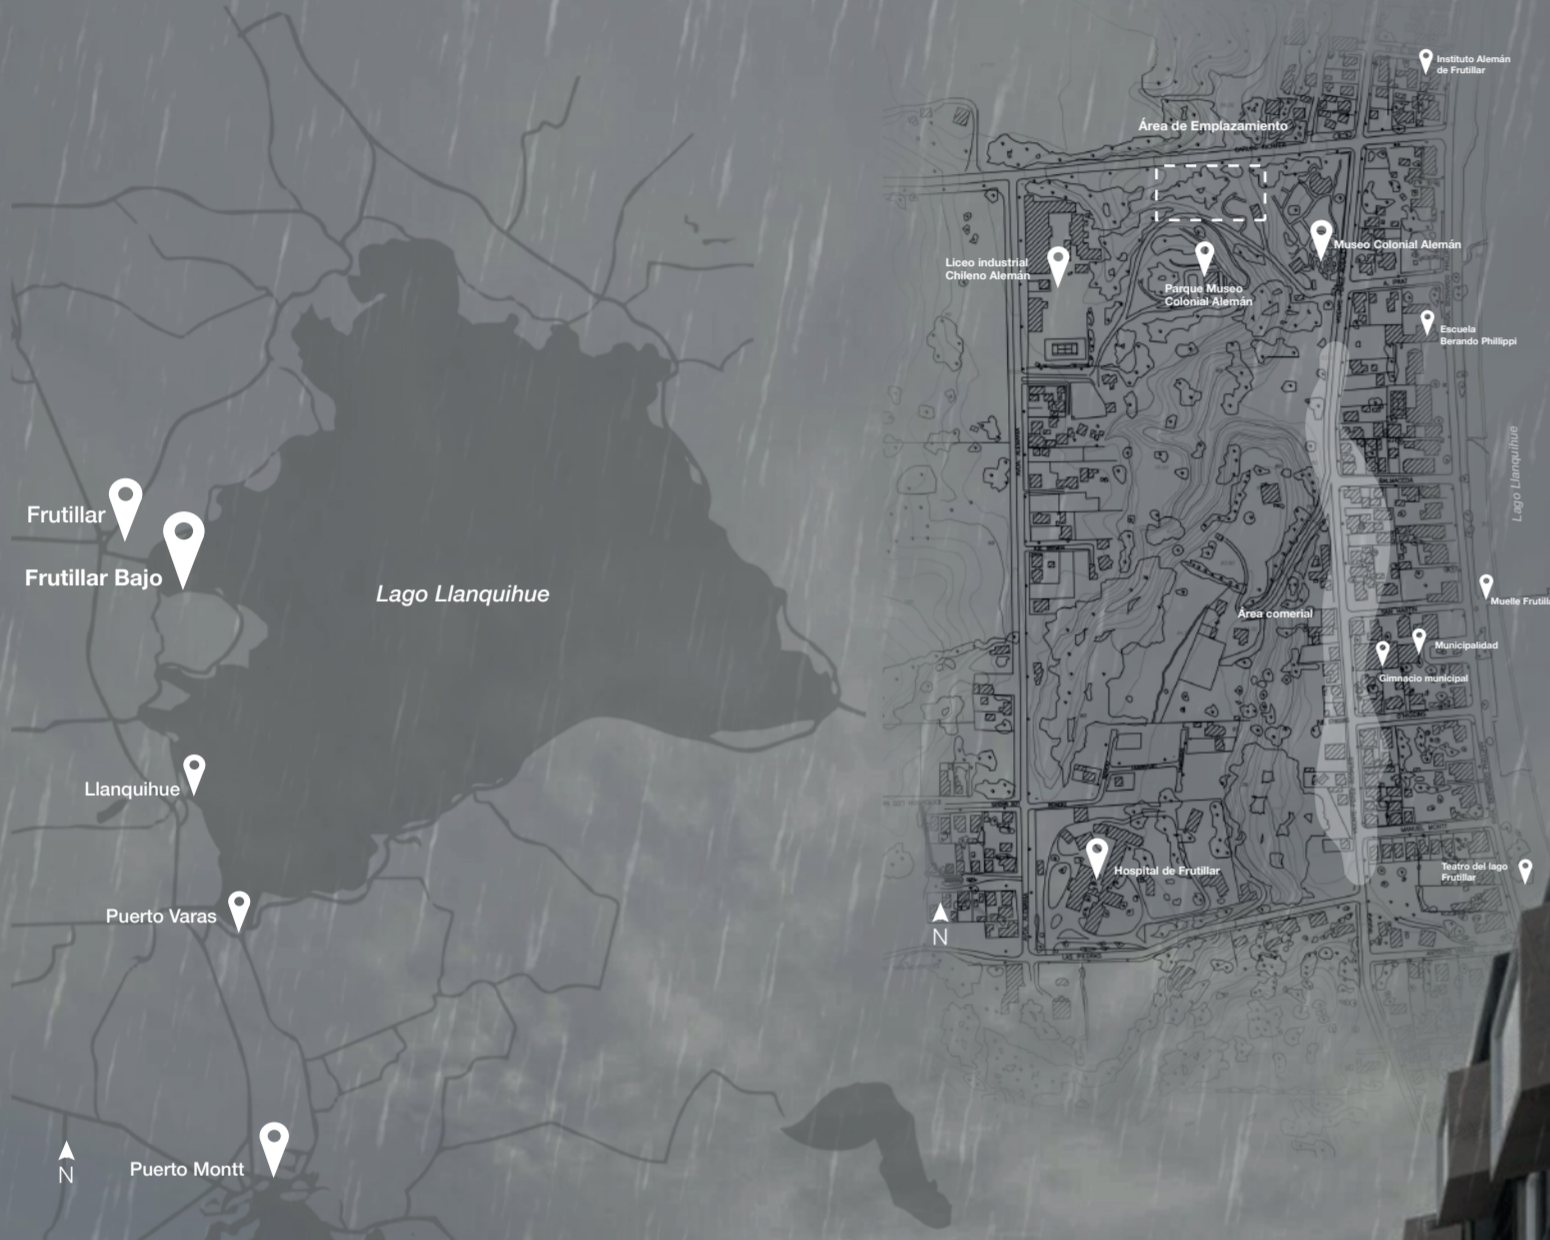 Frutillar
Frutillar Bajo
Lago Llanquihue
Llanquihue
Puerto Varas
Puerto Montt
N
Instituto Alemán
de Frutillar
Área de Emplazamiento
Museo Colonial Alemán
Liceo industrial
Chileno Alemán
Parque Museo
Colonial Alemán
Escuela
Berando Phillippi
Lago Llanquihue
Muelle Frutilla
Área comerial
Municipalidad
Gimnacio municipal
Hospital de Frutillar
Teatro del lago
Frutillar
N
LAS PIEDRAS